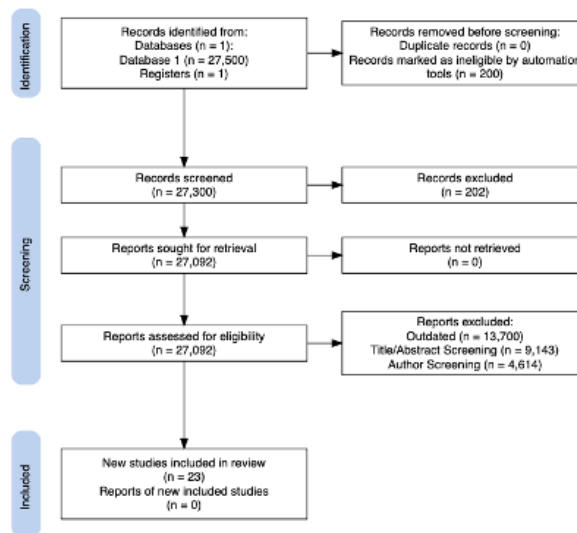 Identification
Records identified from:
Databases (n = 1):
Database 1 (n = 27,500)
Registers (n = 1)
Records removed before screening:
Duplicate records (n = 0)
Records marked as ineligible by automation
tools (n = 200)
Screening
Records screened
(n = 27,300)
Records excluded
(n = 202)
Reports sought for retrieval
(n = 27,092)
Reports not retrieved
(n = 0)
Reports assessed for eligibility
(n = 27,092)
Reports excluded:
Outdated (n = 13,700)
Title/Abstract Screening (n = 9,143)
Author Screening (n = 4,614)
Included
New studies included in review
(n = 23)
Reports of new included studies
(n = 0)